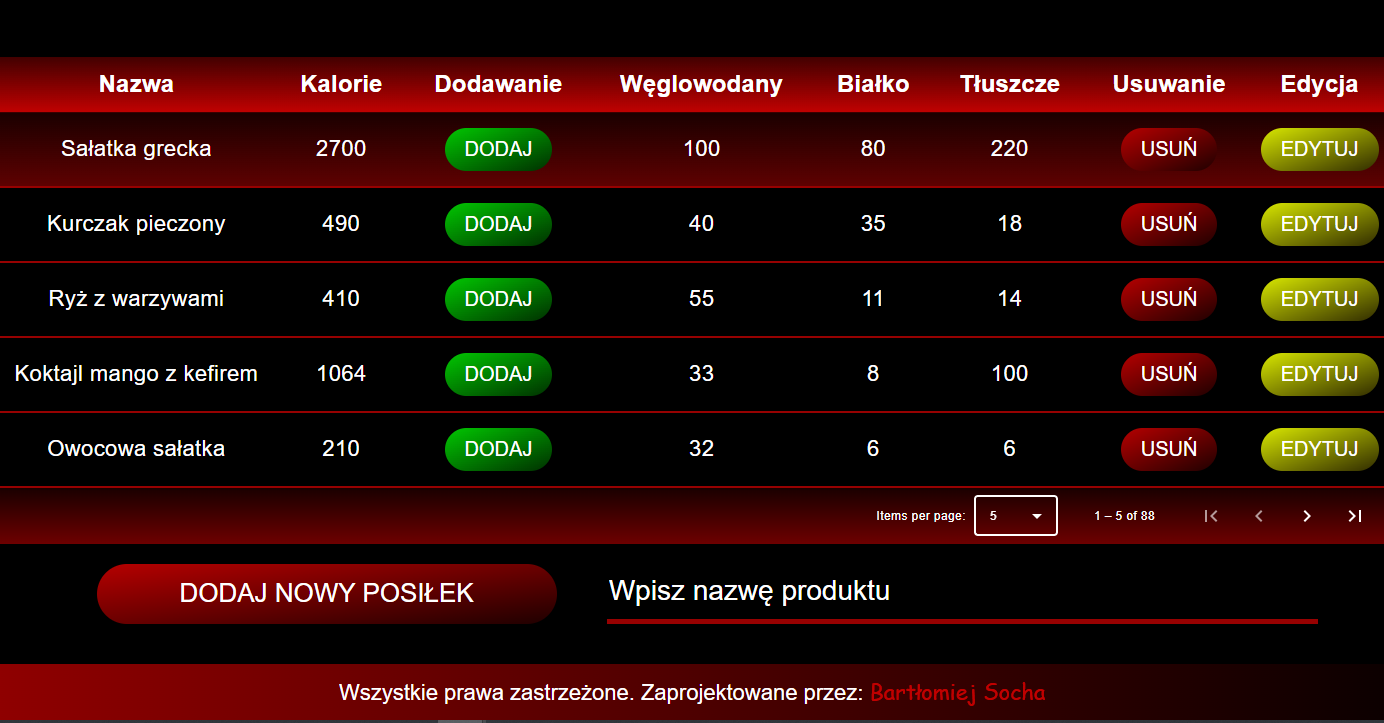 Nazwa Kalorie Dodawanie Węglowodany Białko Tłuszcze Usuwanie Edycja
Sałatka grecka 2700 DODAJ 100 80 220 USUŃ EDYTUJ
Kurczak pieczony 490 DODAJ 40 35 18 USUŃ EDYTUJ
Ryż z warzywami 410 DODAJ 55 11 14 USUŃ EDYTUJ
Koktajl mango z kefirem 1064 DODAJ 33 8 100 USUŃ EDYTUJ
Owocowa sałatka 210 DODAJ 32 6 6 USUŃ EDYTUJ
Items per page: 5 1 – 5 of 88
DODAJ NOWY POSIŁEK Wpisz nazwę produktu
Wszystkie prawa zastrzeżone. Zaprojektowane przez: Bartłomiej Socha